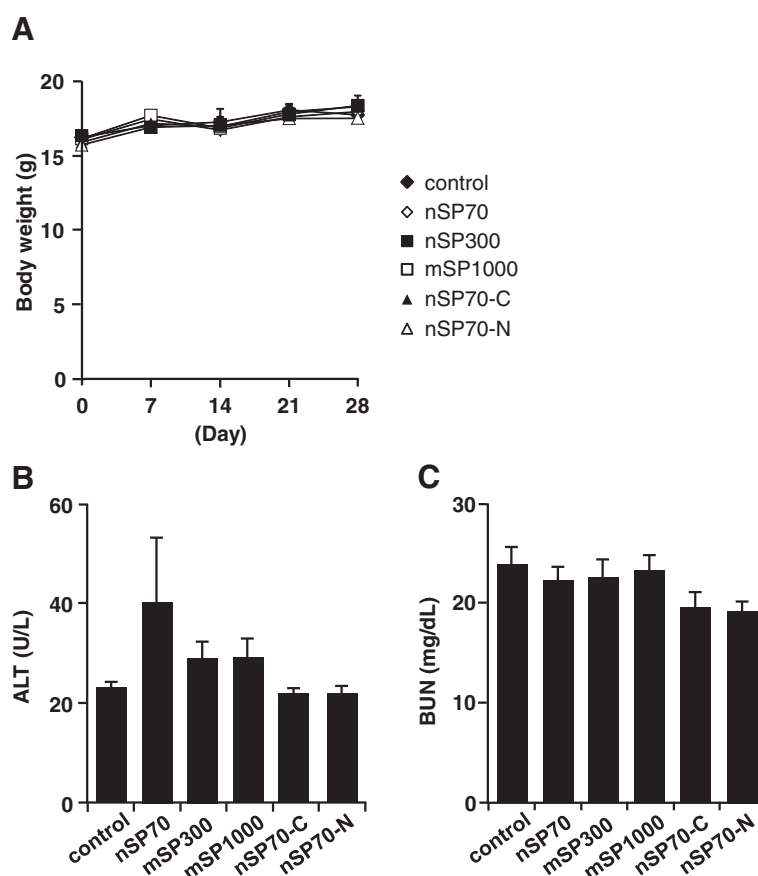 A
20
15
10
5
0
Body weight (g)
0 7 14 21 28
(Day)
control
nSP70
nSP300
mSP1000
nSP70-C
nSP70-N
B
60
40
20
0
ALT (U/L)
control
nSP70
mSP300
mSP1000
nSP70-C
nSP70-N
C
30
20
10
0
BUN (mg/dL)
control
nSP70
mSP300
mSP1000
nSP70-C
nSP70-N